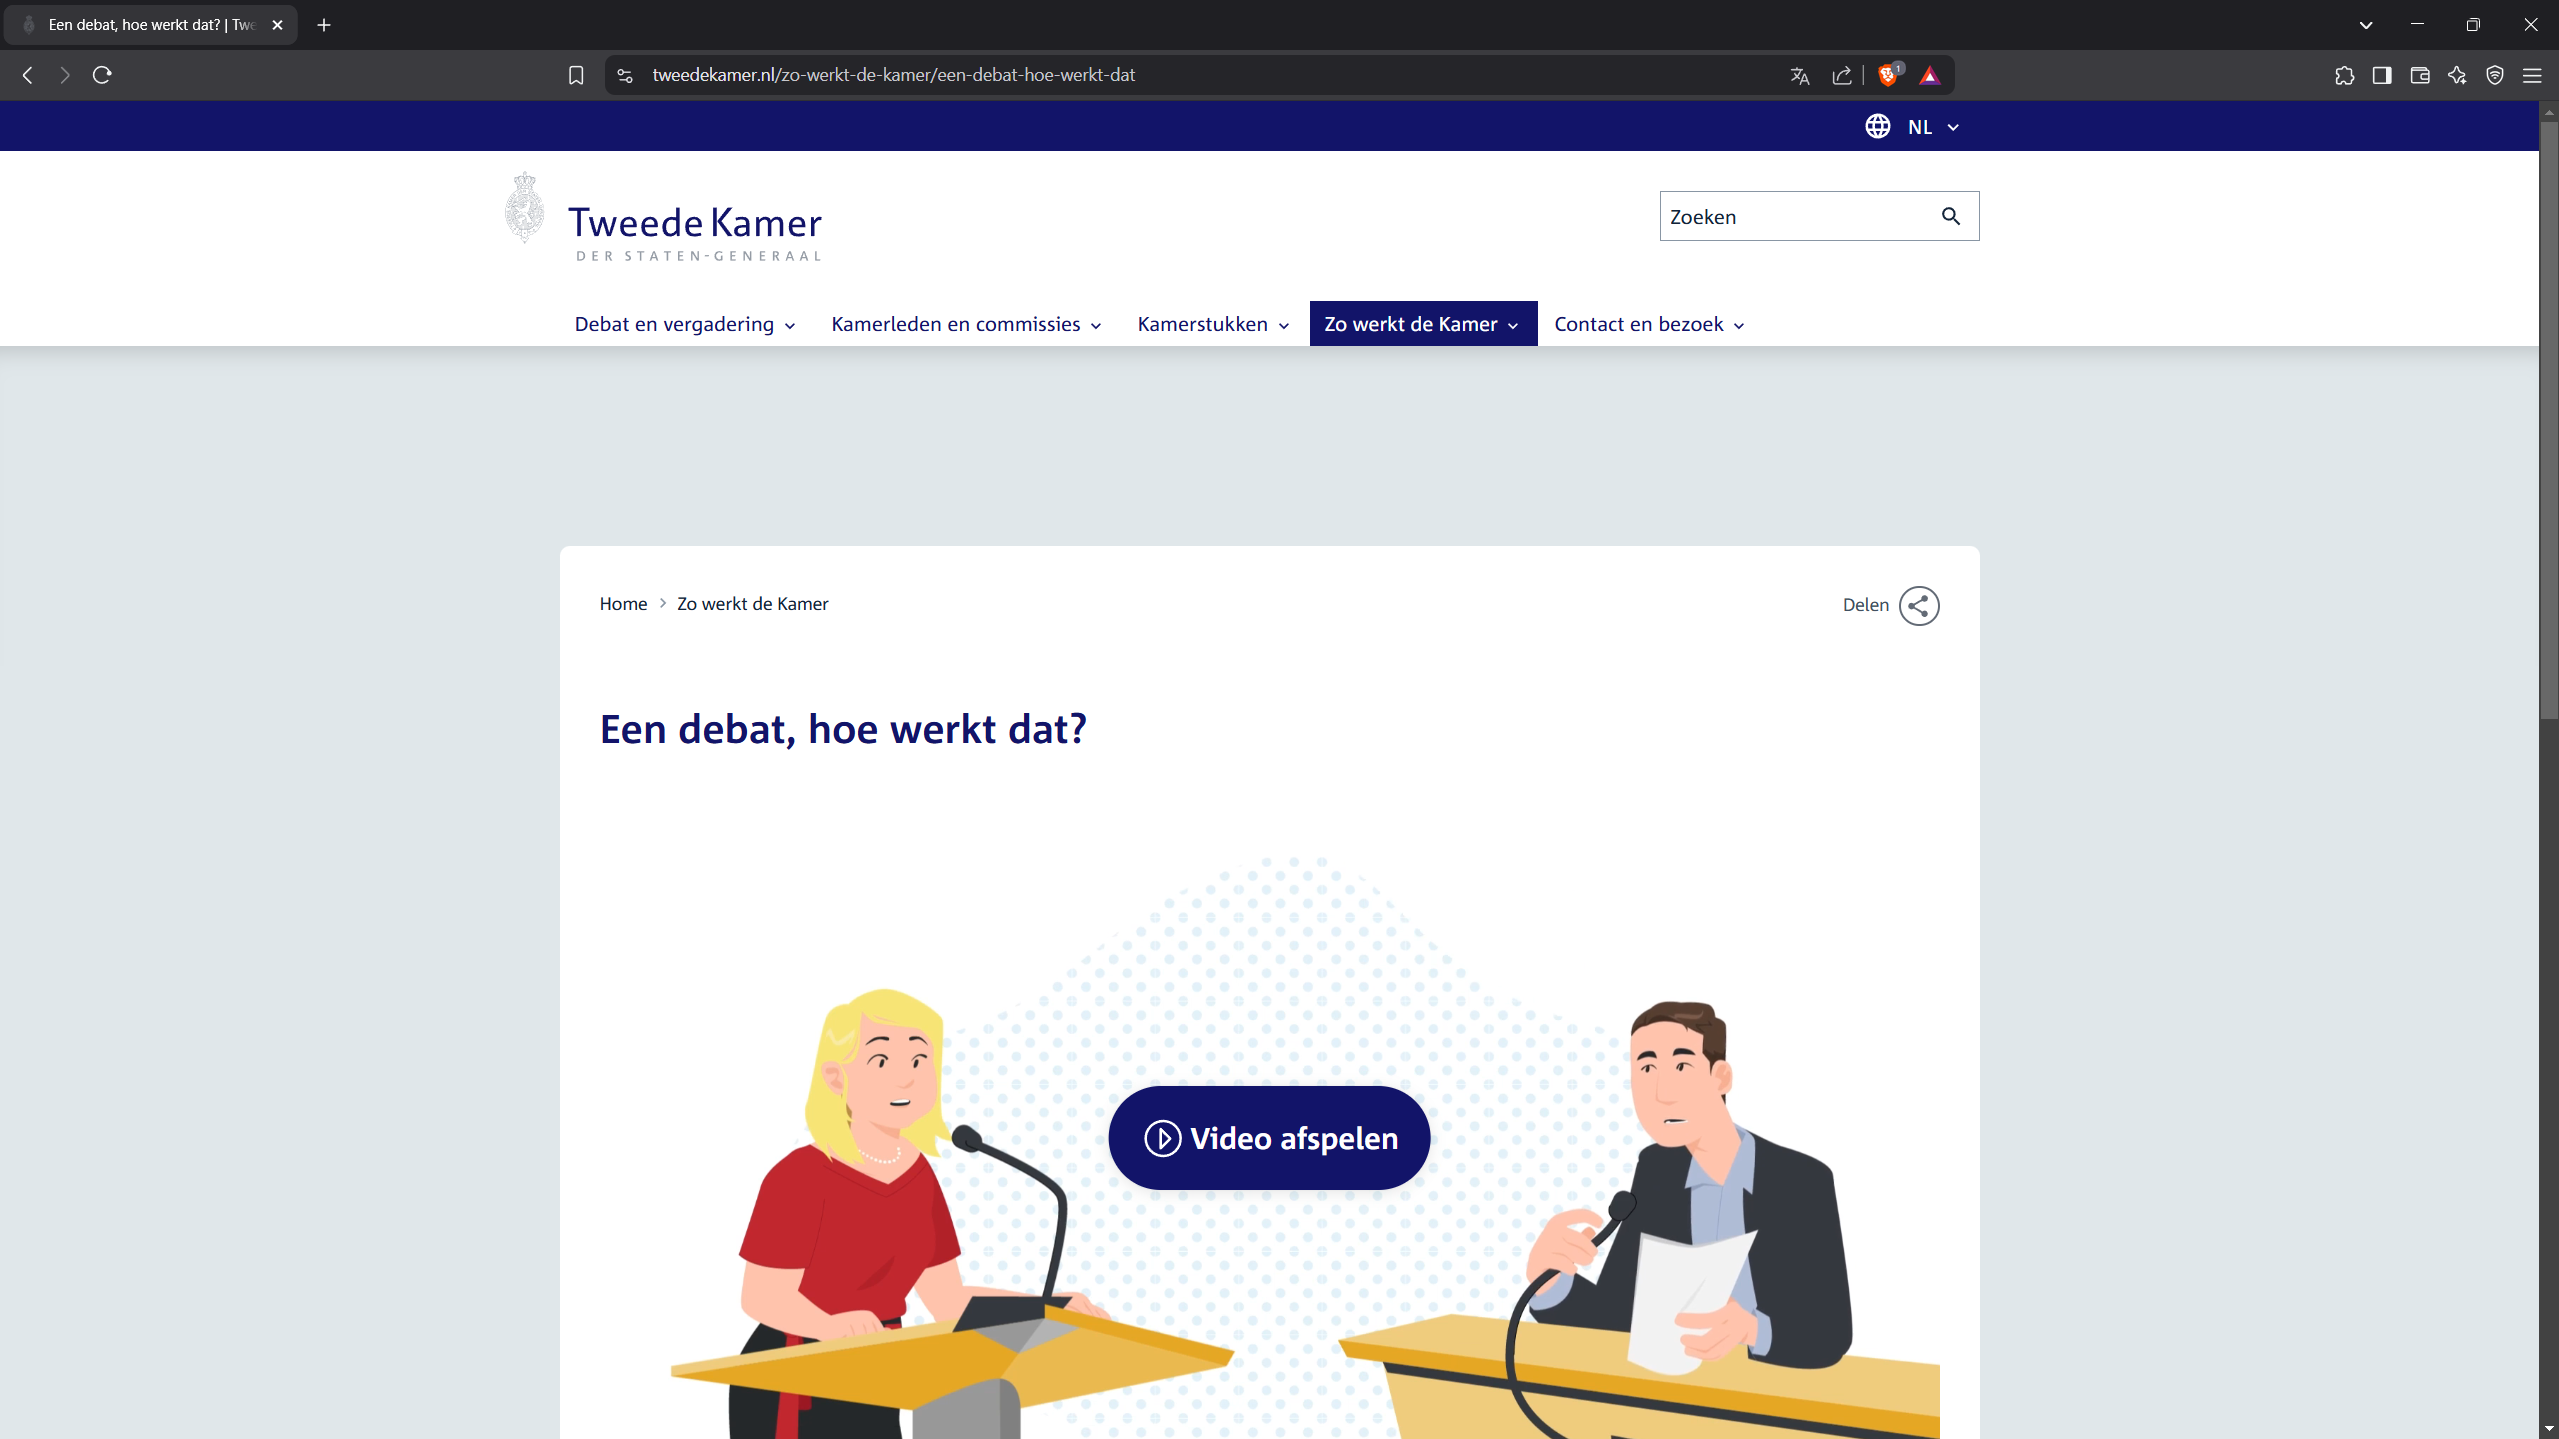 Een debat, hoe werkt dat? | Twe
tweedekamer.nl/zo-werkt-de-kamer/een-debat-hoe-werkt-dat
1
NL
Tweede Kamer
DER STATEN-GENERAAL
Zoeken
Debat en vergadering
Kamerleden en commissies
Kamerstukken
Zo werkt de Kamer
Contact en bezoek
Home > Zo werkt de Kamer
Delen
Een debat, hoe werkt dat?
Video afspelen